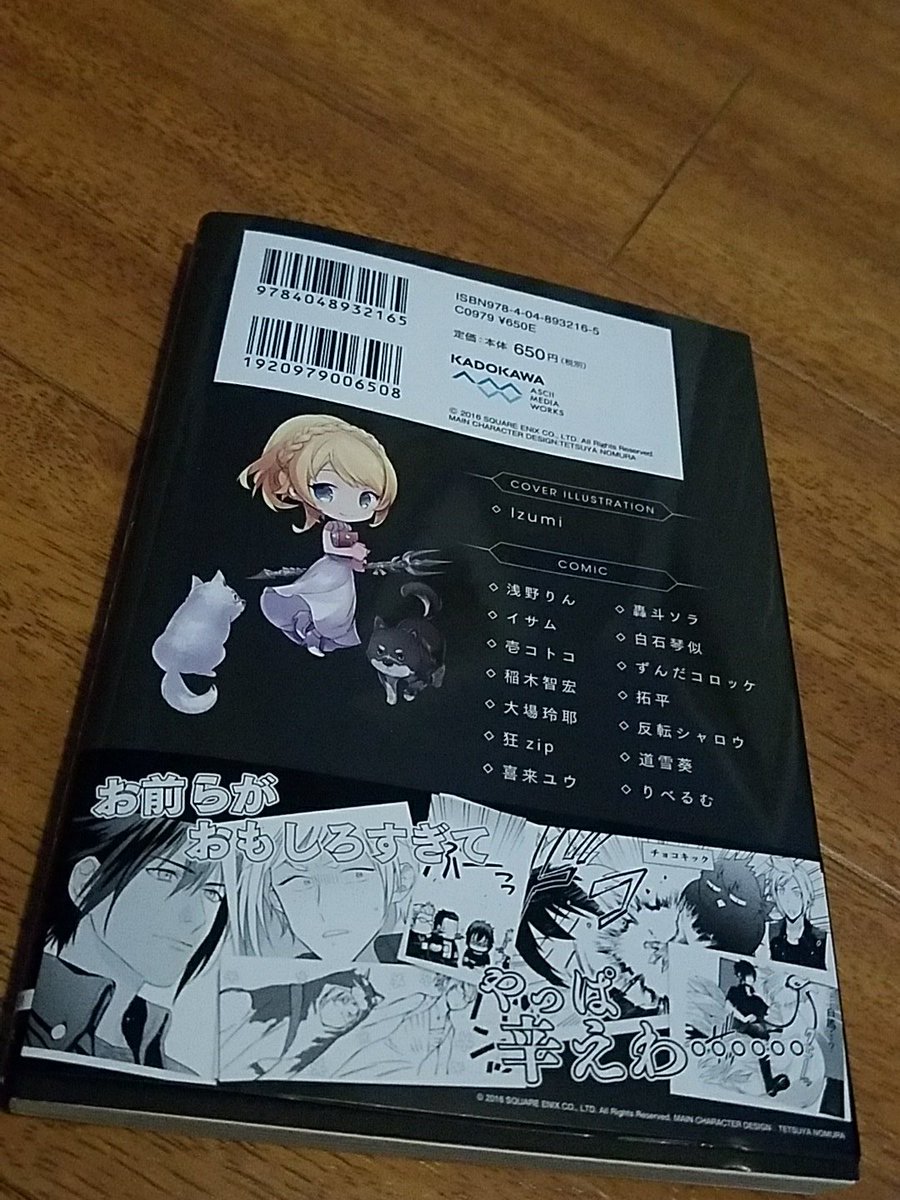 9784048932165
1920979006508
ISBN978-4-04-893216-5
C0979 ¥650E
定価:本体 650円(税別)
KADOKAWA
ASCII
MEDIA
WORKS
© 2016 SQUARE ENIX CO., LTD. All Rights Reserved.
MAIN CHARACTER DESIGN:TETSUYA NOMURA
COVER ILLUSTRATION
◇ Izumi
COMIC
◇ 浅野りん
◇ イサム
◇ 壱コトコ
◇ 稲木智宏
◇ 大場玲耶
◇ 狂zip
◇ 喜来ユウ
◇ 轟斗ソラ
◇ 白石琴似
◇ ずんだコロッケ
◇ 拓平
◇ 反転シャロウ
◇ 道雪葵
◇ りべるむ
お前らが
おもしろすぎて
チョコキック
やっぱ
辛えわ……
© 2016 SQUARE ENIX CO., LTD. All Rights Reserved. MAIN CHARACTER DESIGN : TETSUYA NOMURA